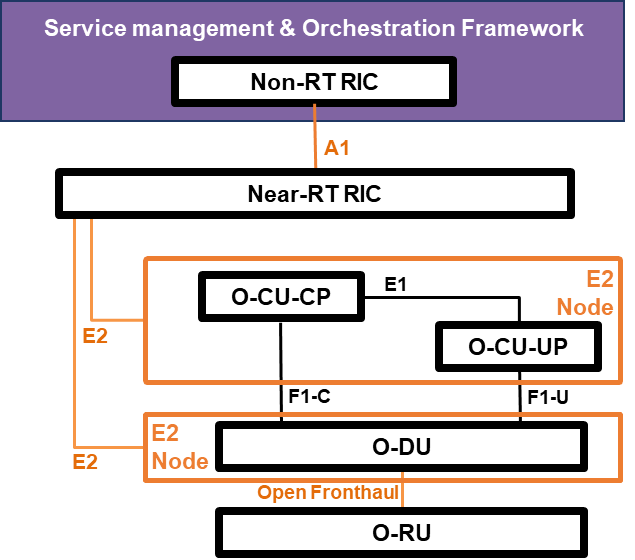 Service management & Orchestration Framework
Non-RT RIC
A1
Near-RT RIC
E2
Node
O-CU-CP
E1
E2
O-CU-UP
F1-C
F1-U
E2
Node
O-DU
E2
Open Fronthaul
O-RU